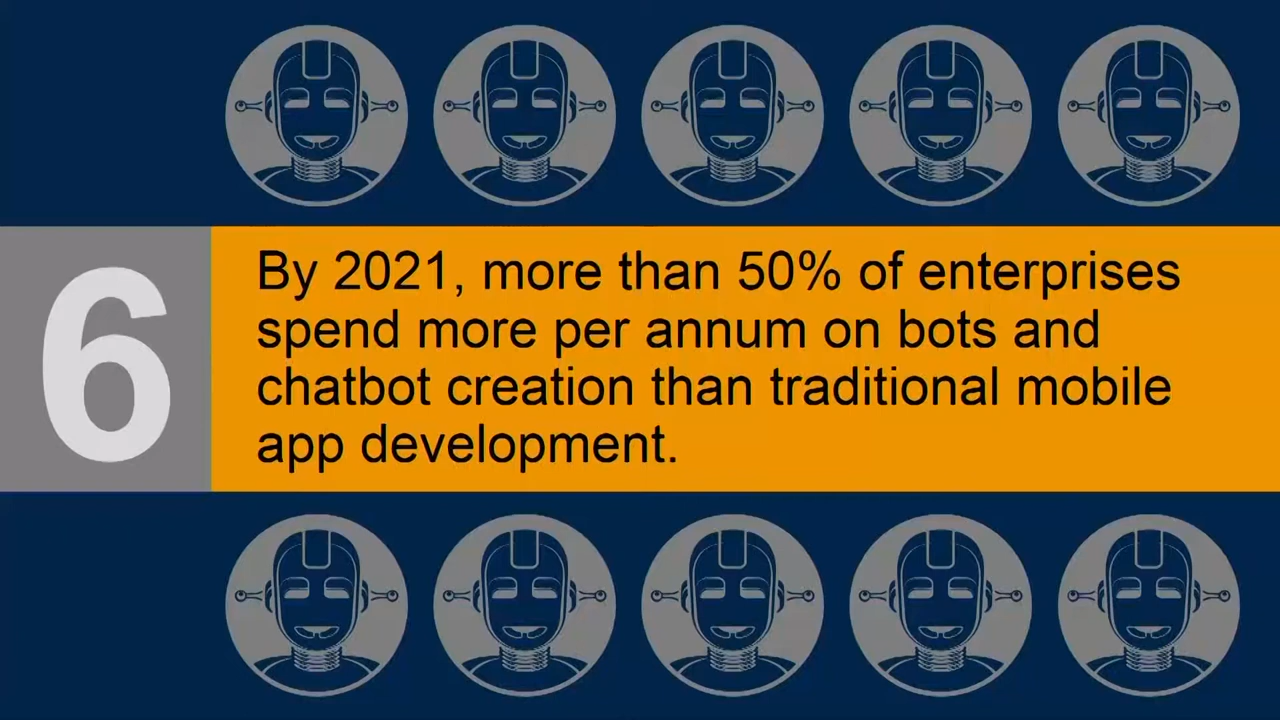 6
By 2021, more than 50% of enterprises
spend more per annum on bots and
chatbot creation than traditional mobile
app development.